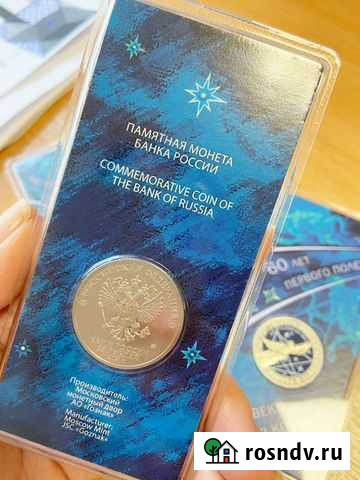 ПАМЯТНАЯ МОНЕТА
БАНКА РОССИИ
COMMEMORATIVE COIN OF
THE BANK OF RUSSIA
Производитель:
Московский
монетный двор
АО «Гознак»
Manufacturer:
Moscow Mint
JSC «Goznak»
60 ЛЕТ
ПЕРВОГО
rosndv.ru